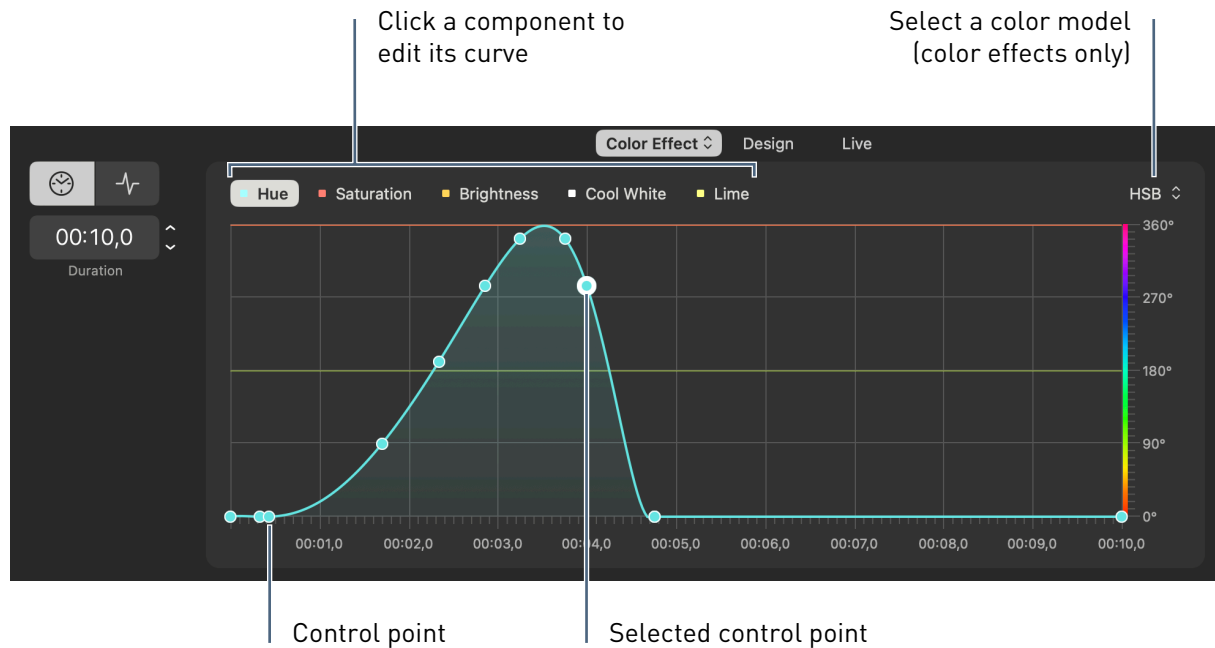 Click a component to
edit its curve
Select a color model
(color effects only)
Color Effect Design Live
Hue Saturation Brightness Cool White Lime HSB
00:10,0
Duration
360°
270°
180°
90°
0°
00:01,0 00:02,0 00:03,0 00:04,0 00:05,0 00:06,0 00:07,0 00:08,0 00:09,0 00:10,0
Control point
Selected control point